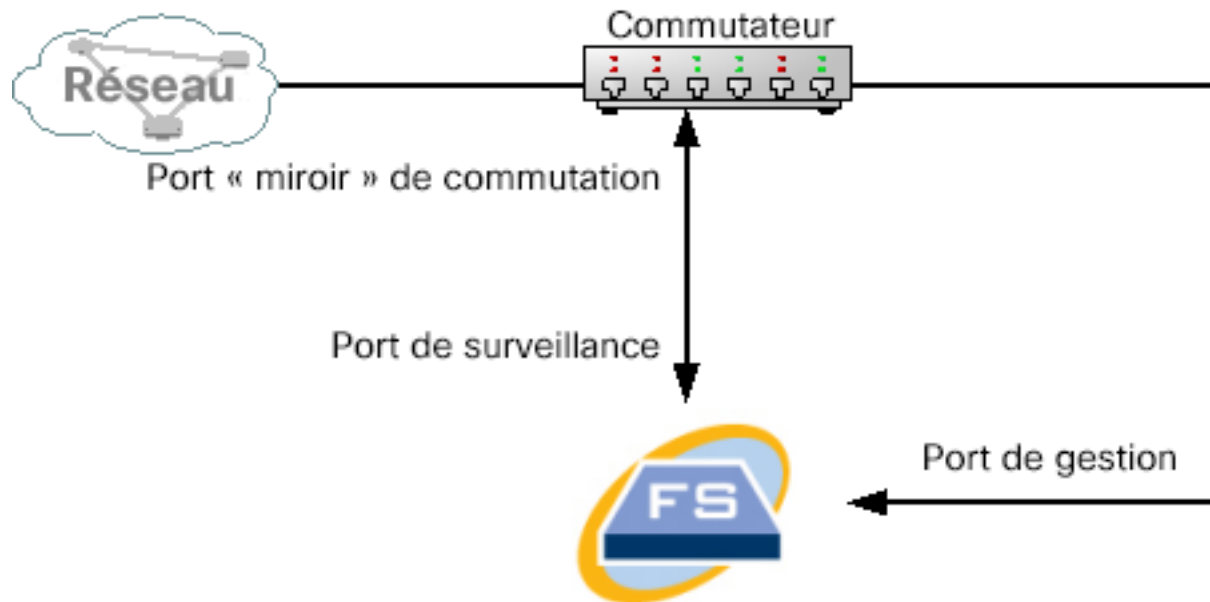 Commutateur
Réseau
Port « miroir » de commutation
Port de surveillance
Port de gestion
FS